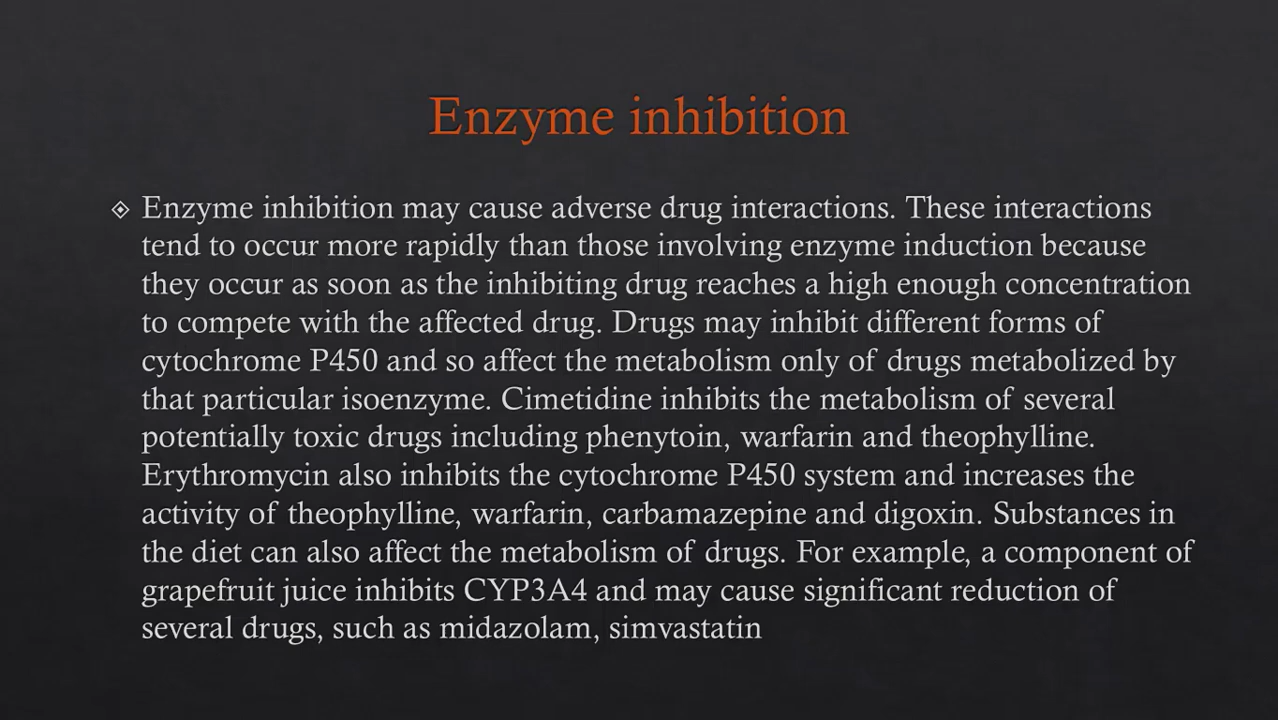 Enzyme inhibition
Enzyme inhibition may cause adverse drug interactions. These interactions
tend to occur more rapidly than those involving enzyme induction because
they occur as soon as the inhibiting drug reaches a high enough concentration
to compete with the affected drug. Drugs may inhibit different forms of
cytochrome P450 and so affect the metabolism only of drugs metabolized by
that particular isoenzyme. Cimetidine inhibits the metabolism of several
potentially toxic drugs including phenytoin, warfarin and theophylline.
Erythromycin also inhibits the cytochrome P450 system and increases the
activity of theophylline, warfarin, carbamazepine and digoxin. Substances in
the diet can also affect the metabolism of drugs. For example, a component of
grapefruit juice inhibits CYP3A4 and may cause significant reduction of
several drugs, such as midazolam, simvastatin